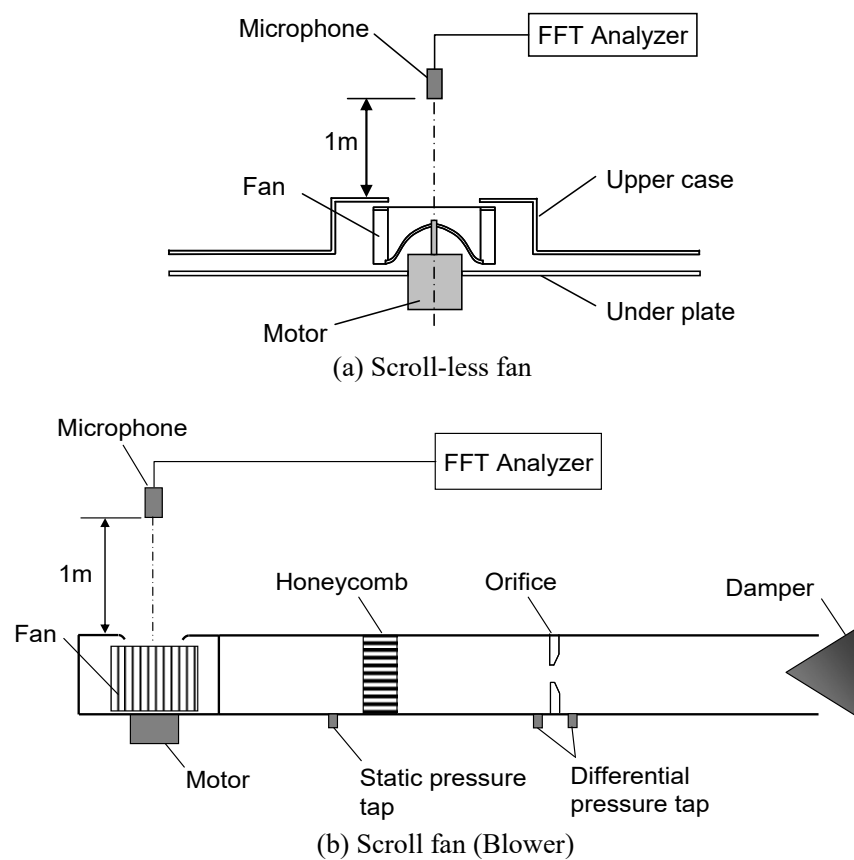 Microphone
FFT Analyzer
1m
Fan
Upper case
Motor
Under plate
(a) Scroll-less fan
Microphone
FFT Analyzer
1m
Honeycomb
Orifice
Damper
Fan
Motor
Static pressure
tap
Differential
pressure tap
(b) Scroll fan (Blower)